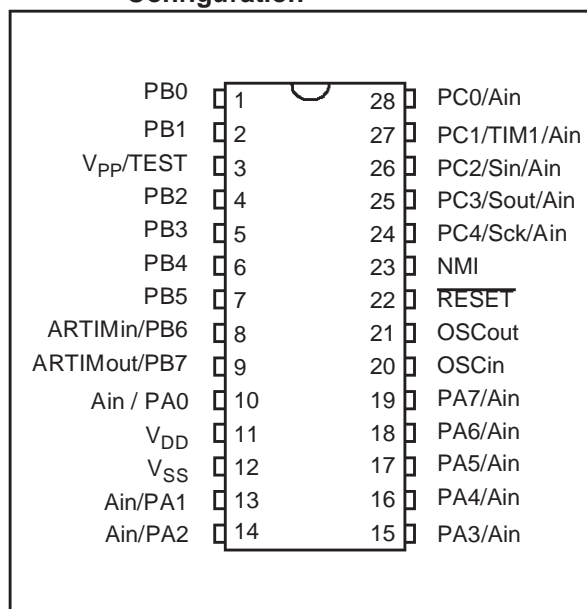 Configuration
PB0 1 28 PC0/Ain
PB1 2 27 PC1/TIM1/Ain
VPP/TEST 3 26 PC2/Sin/Ain
PB2 4 25 PC3/Sout/Ain
PB3 5 24 PC4/Sck/Ain
PB4 6 23 NMI
PB5 7 22 RESET
ARTIMin/PB6 8 21 OSCout
ARTIMout/PB7 9 20 OSCin
Ain / PA0 10 19 PA7/Ain
VDD 11 18 PA6/Ain
VSS 12 17 PA5/Ain
Ain/PA1 13 16 PA4/Ain
Ain/PA2 14 15 PA3/Ain